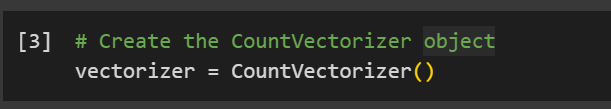 [3] # Create the CountVectorizer object
vectorizer = CountVectorizer()